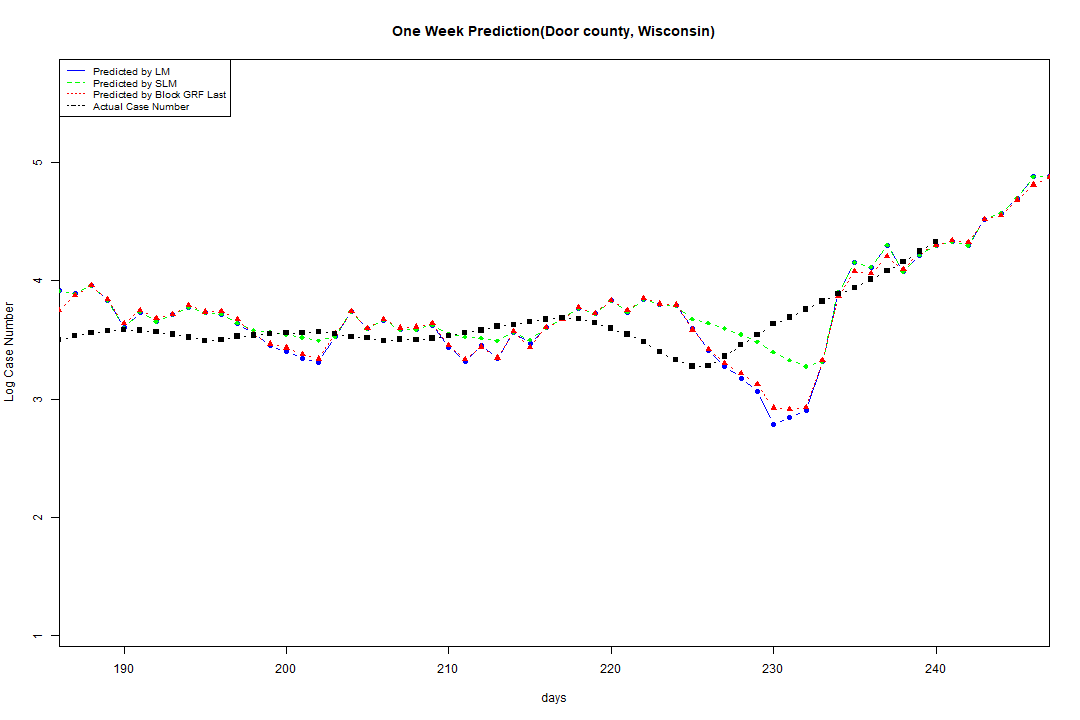 One Week Prediction(Door county, Wisconsin)
Predicted by LM
Predicted by SLM
Predicted by Block GRF Last
Actual Case Number
5
4
3
2
1
Log Case Number
190 200 210 220 230 240
days